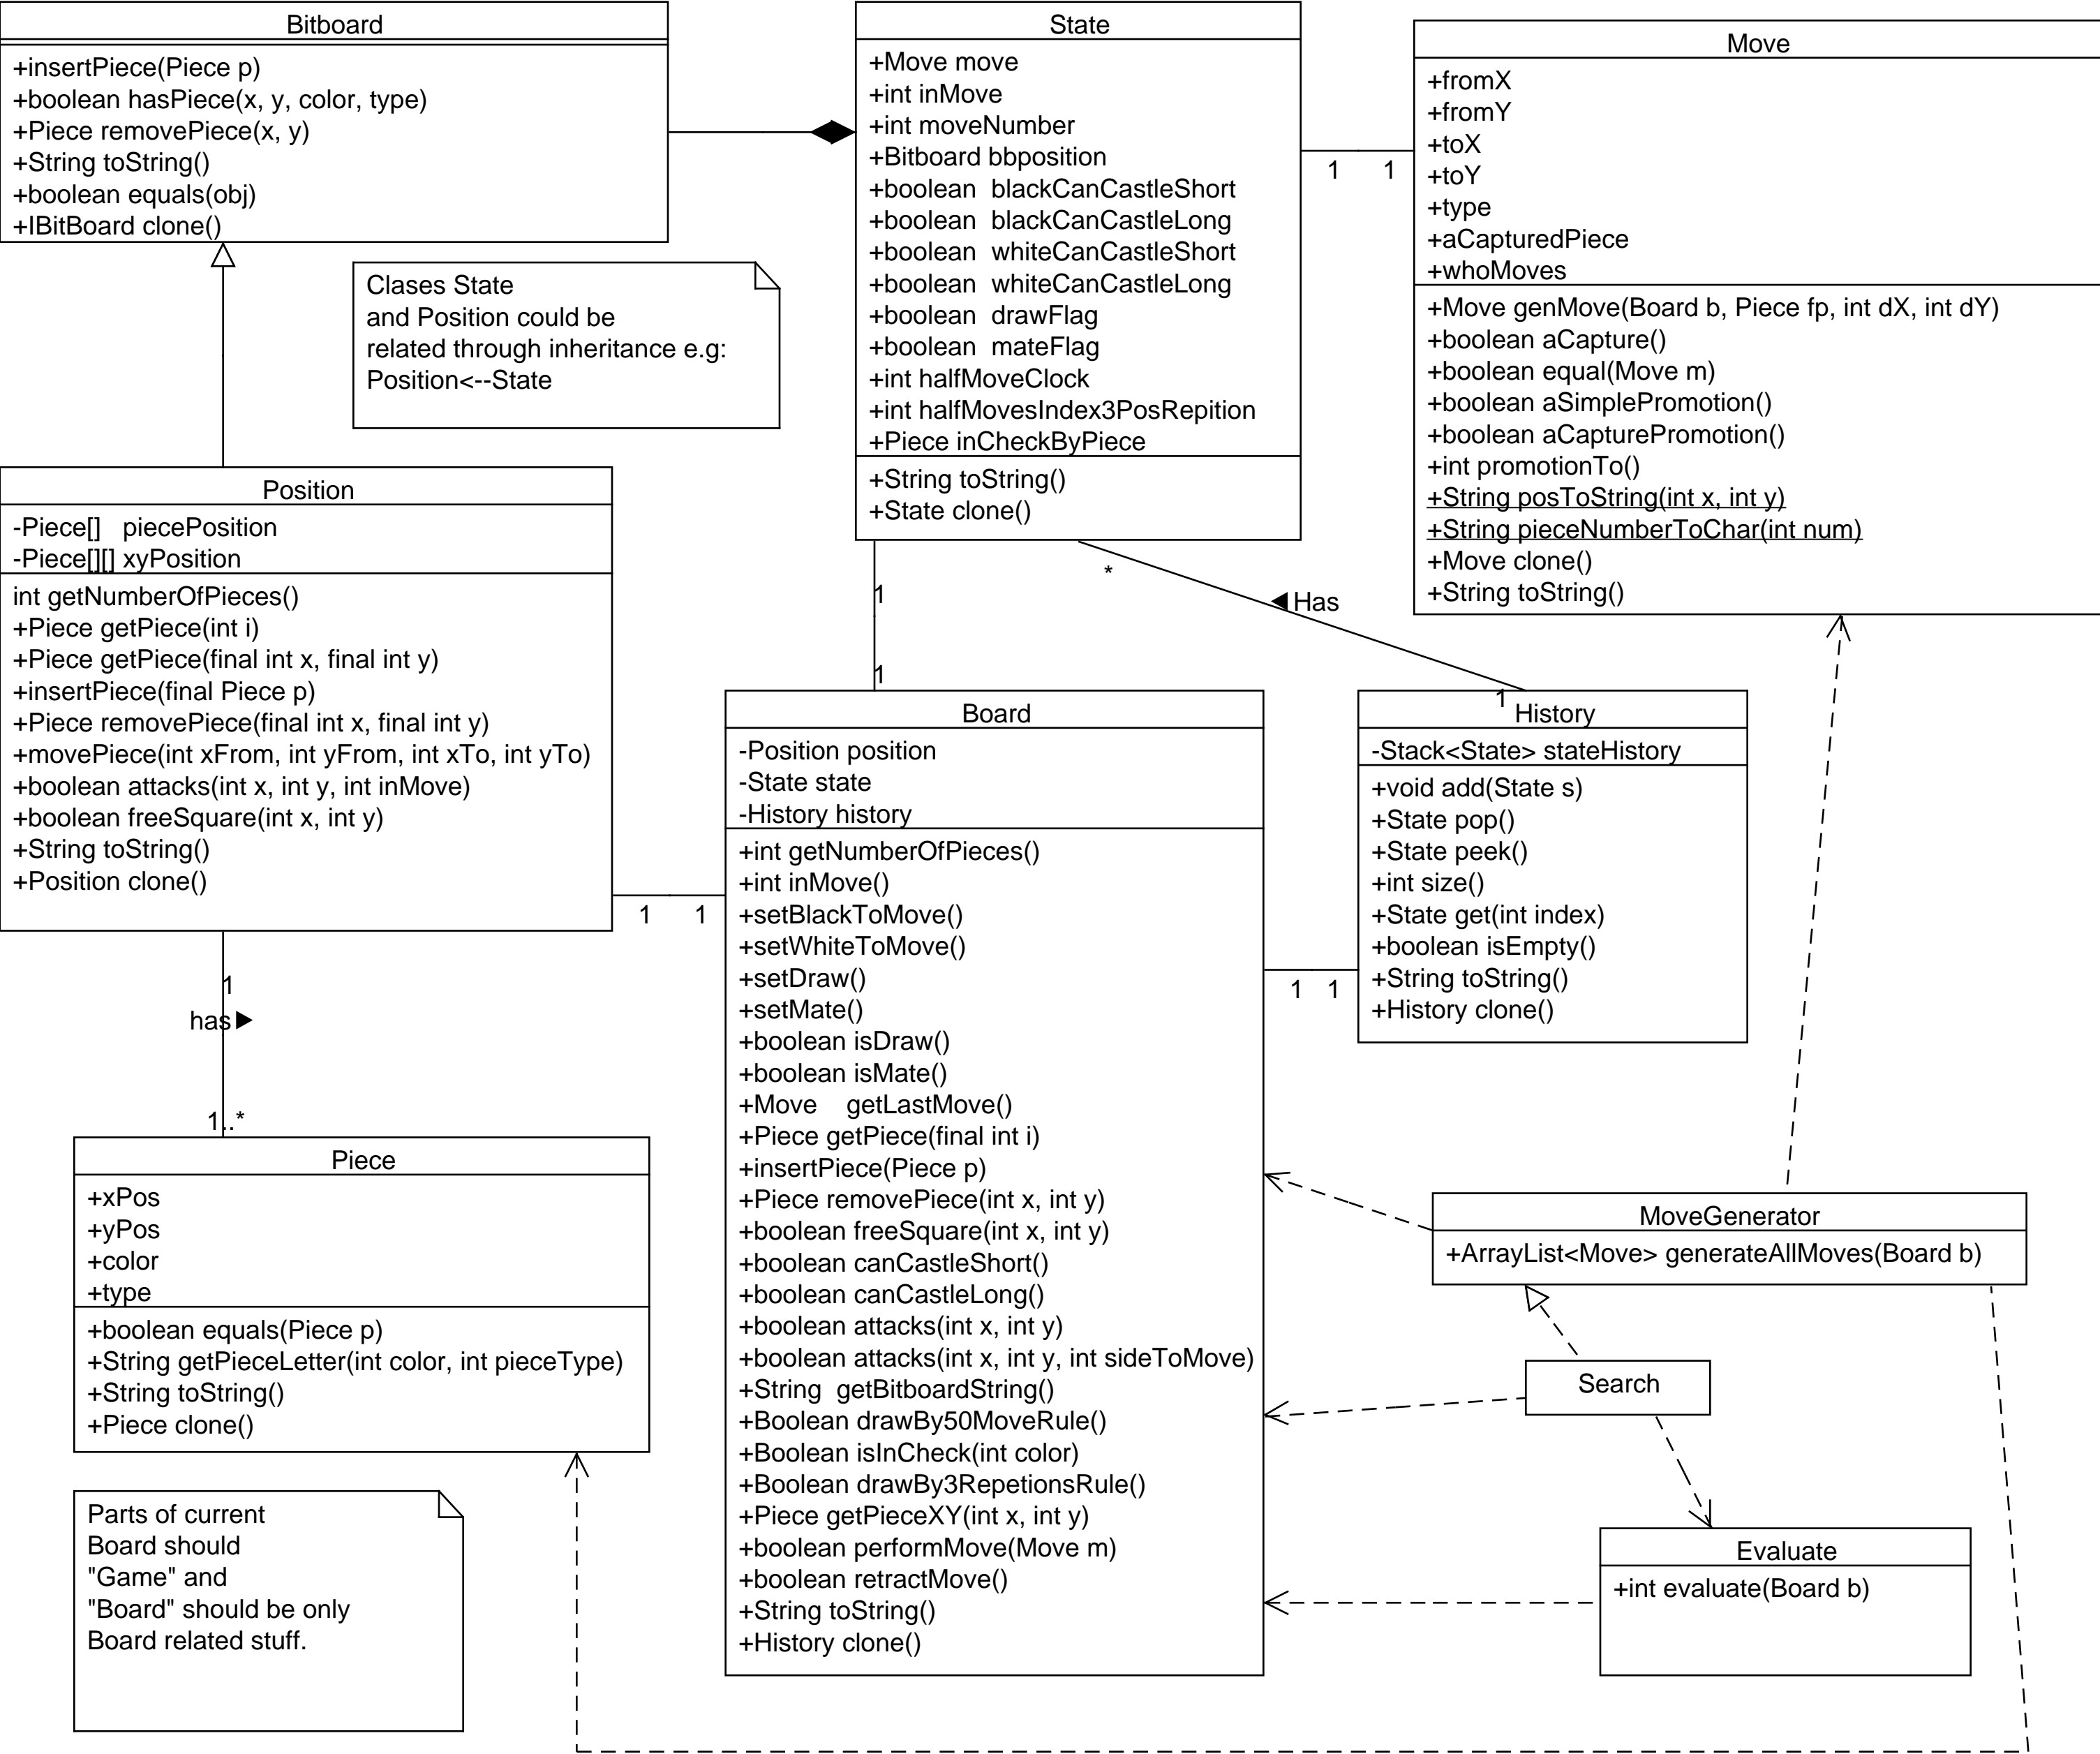 Bitboard
+insertPiece(Piece p)
+boolean hasPiece(x, y, color, type)
+Piece removePiece(x, y)
+String toString()
+boolean equals(obj)
+IBitBoard clone()
State
+Move move
+int inMove
+int moveNumber
+Bitboard bbposition
+boolean  blackCanCastleShort
+boolean  blackCanCastleLong
+boolean  whiteCanCastleShort
+boolean  whiteCanCastleLong
+boolean  drawFlag
+boolean  mateFlag
+int halfMoveClock
+int halfMovesIndex3PosRepition
+Piece inCheckByPiece
+String toString()
+State clone()
1 1
Move
+fromX
+fromY
+toX
+toY
+type
+aCapturedPiece
+whoMoves
+Move genMove(Board b, Piece fp, int dX, int dY)
+boolean aCapture()
+boolean equal(Move m)
+boolean aSimplePromotion()
+boolean aCapturePromotion()
+int promotionTo()
+String posToString(int x, int y)
+String pieceNumberToChar(int num)
+Move clone()
+String toString()
Clases State
and Position could be
related through inheritance e.g:
Position<--State
Position
-Piece[]   piecePosition
-Piece[][] xyPosition
int getNumberOfPieces()
+Piece getPiece(int i)
+Piece getPiece(final int x, final int y)
+insertPiece(final Piece p)
+Piece removePiece(final int x, final int y)
+movePiece(int xFrom, int yFrom, int xTo, int yTo)
+boolean attacks(int x, int y, int inMove)
+boolean freeSquare(int x, int y)
+String toString()
+Position clone()
1 1
1
1
*
◀Has
1
Board
-Position position
-State state
-History history
+int getNumberOfPieces()
+int inMove()
+setBlackToMove()
+setWhiteToMove()
+setDraw()
+setMate()
+boolean isDraw()
+boolean isMate()
+Move    getLastMove()
+Piece getPiece(final int i)
+insertPiece(Piece p)
+Piece removePiece(int x, int y)
+boolean freeSquare(int x, int y)
+boolean canCastleShort()
+boolean canCastleLong()
+boolean attacks(int x, int y)
+boolean attacks(int x, int y, int sideToMove)
+String  getBitboardString()
+Boolean drawBy50MoveRule()
+Boolean isInCheck(int color)
+Boolean drawBy3RepetionsRule()
+Piece getPieceXY(int x, int y)
+boolean performMove(Move m)
+boolean retractMove()
+String toString()
+History clone()
History
-Stack<State> stateHistory
+void add(State s)
+State pop()
+State peek()
+int size()
+State get(int index)
+boolean isEmpty()
+String toString()
+History clone()
1 1
1
has▶
1..*
Piece
+xPos
+yPos
+color
+type
+boolean equals(Piece p)
+String getPieceLetter(int color, int pieceType)
+String toString()
+Piece clone()
MoveGenerator
+ArrayList<Move> generateAllMoves(Board b)
Search
Evaluate
+int evaluate(Board b)
Parts of current
Board should
"Game" and
"Board" should be only
Board related stuff.